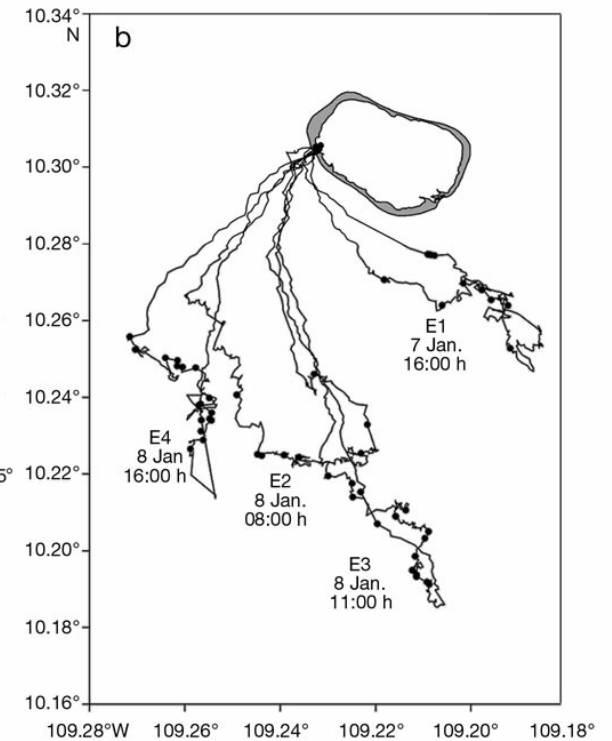 10.34°
N
b
10.32°
10.30°
10.28°
10.26°
E1
7 Jan.
16:00 h
10.24°
E4
8 Jan
16:00 h
5°
10.22°
E2
8 Jan.
08:00 h
10.20°
E3
8 Jan.
11:00 h
10.18°
10.16°
109.28°W 109.26° 109.24° 109.22° 109.20° 109.18°